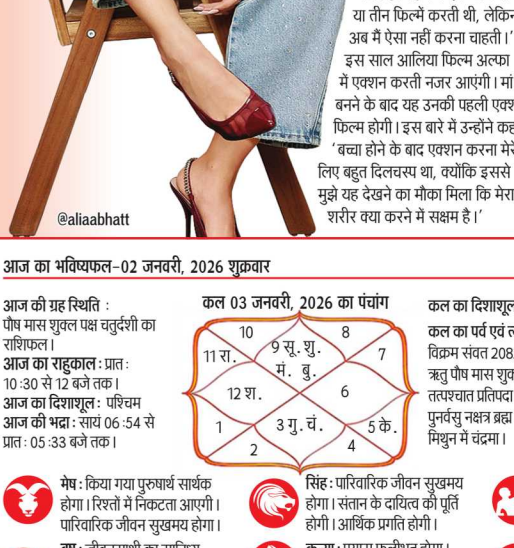 या तीन फिल्में करती थी, लेकिन
अब मैं ऐसा नहीं करना चाहती।'
इस साल आलिया फिल्म अल्फा
में एक्शन करती नजर आएंगी। मां
बनने के बाद यह उनकी पहली एक्श
फिल्म होगी। इस बारे में उन्होंने कह
'बच्चा होने के बाद एक्शन करना मेरे
लिए बहुत दिलचस्प था, क्योंकि इससे
मुझे यह देखने का मौका मिला कि मेरा
शरीर क्या करने में सक्षम है।'
@aliaabhatt
आज का भविष्यफल-02 जनवरी, 2026 शुक्रवार
आज की ग्रह स्थिति :
पौष मास शुक्ल पक्ष चतुर्दशी का
राशिफल।
आज का राहुकाल : प्रात :
10:30 से 12 बजे तक।
आज का दिशाशूल : पश्चिम
आज की भद्रा : सायं 06:54 से
प्रात : 05:33 बजे तक।
कल 03 जनवरी, 2026 का पंचांग
10
8
11 रा.
9 सू. शु.
7
मं. बु.
12 श.
6
1
3 गु. चं.
5 के.
2
4
कल का दिशाशूल
कल का पर्व एवं त
विक्रम संवत 208
ऋतु पौष मास शुक
तत्पश्चात प्रतिपदा
पुनर्वसु नक्षत्र ब्रह्म
मिथुन में चंद्रमा।
मेष : किया गया पुरुषार्थ सार्थक
होगा। रिश्तों में निकटता आएगी।
पारिवारिक जीवन सुखमय होगा।
सिंह : पारिवारिक जीवन सुखमय
होगा। संतान के दायित्व की पूर्ति
होगी। आर्थिक प्रगति होगी।